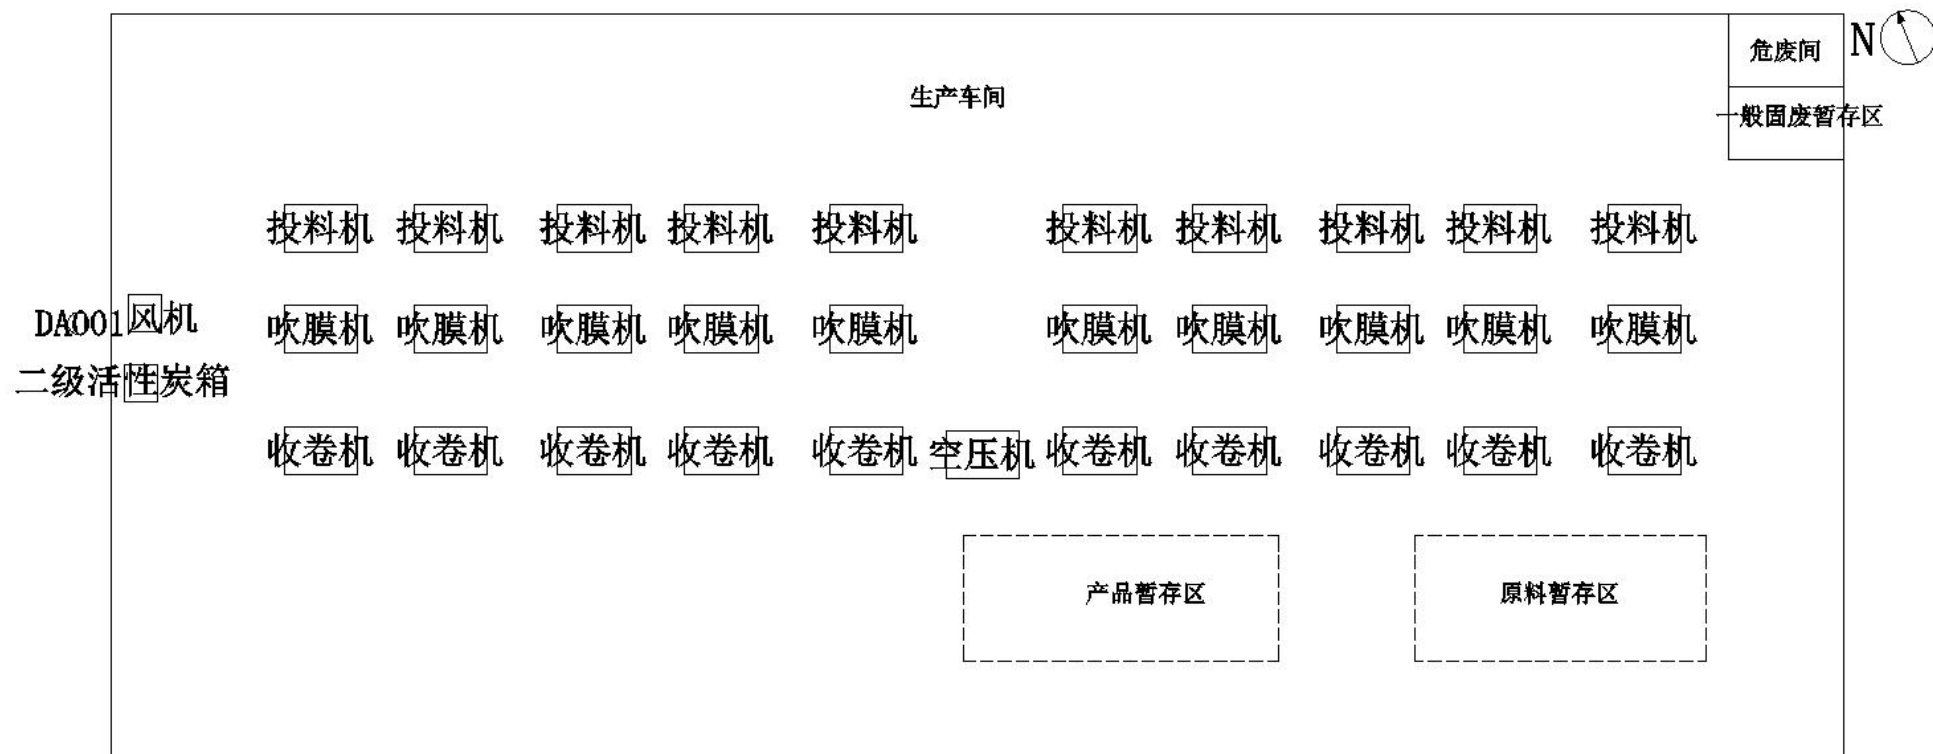 危废间 N
生产车间
一般固废暂存区
投料机 投料机 投料机 投料机 投料机 投料机 投料机 投料机 投料机 投料机
DA001 风机 吹膜机 吹膜机 吹膜机 吹膜机 吹膜机 吹膜机 吹膜机 吹膜机 吹膜机 吹膜机
二级活性炭箱
收卷机 收卷机 收卷机 收卷机 收卷机 空压机 收卷机 收卷机 收卷机 收卷机 收卷机
产品暂存区 原料暂存区